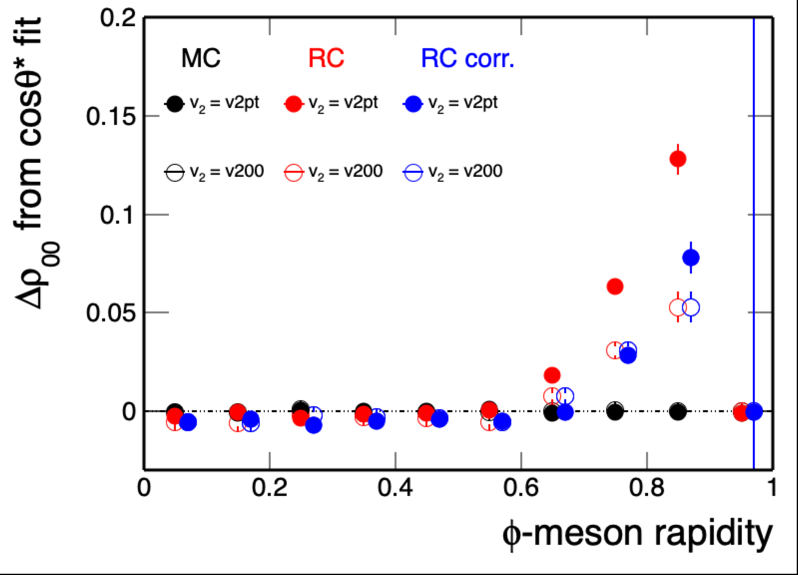 Δρ00 from cosθ* fit
0.2
0.15
0.1
0.05
0
MC RC RC corr.
v2 = v2pt v2 = v2pt v2 = v2pt
v2 = v200 v2 = v200 v2 = v200
0 0.2 0.4 0.6 0.8 1
ϕ-meson rapidity